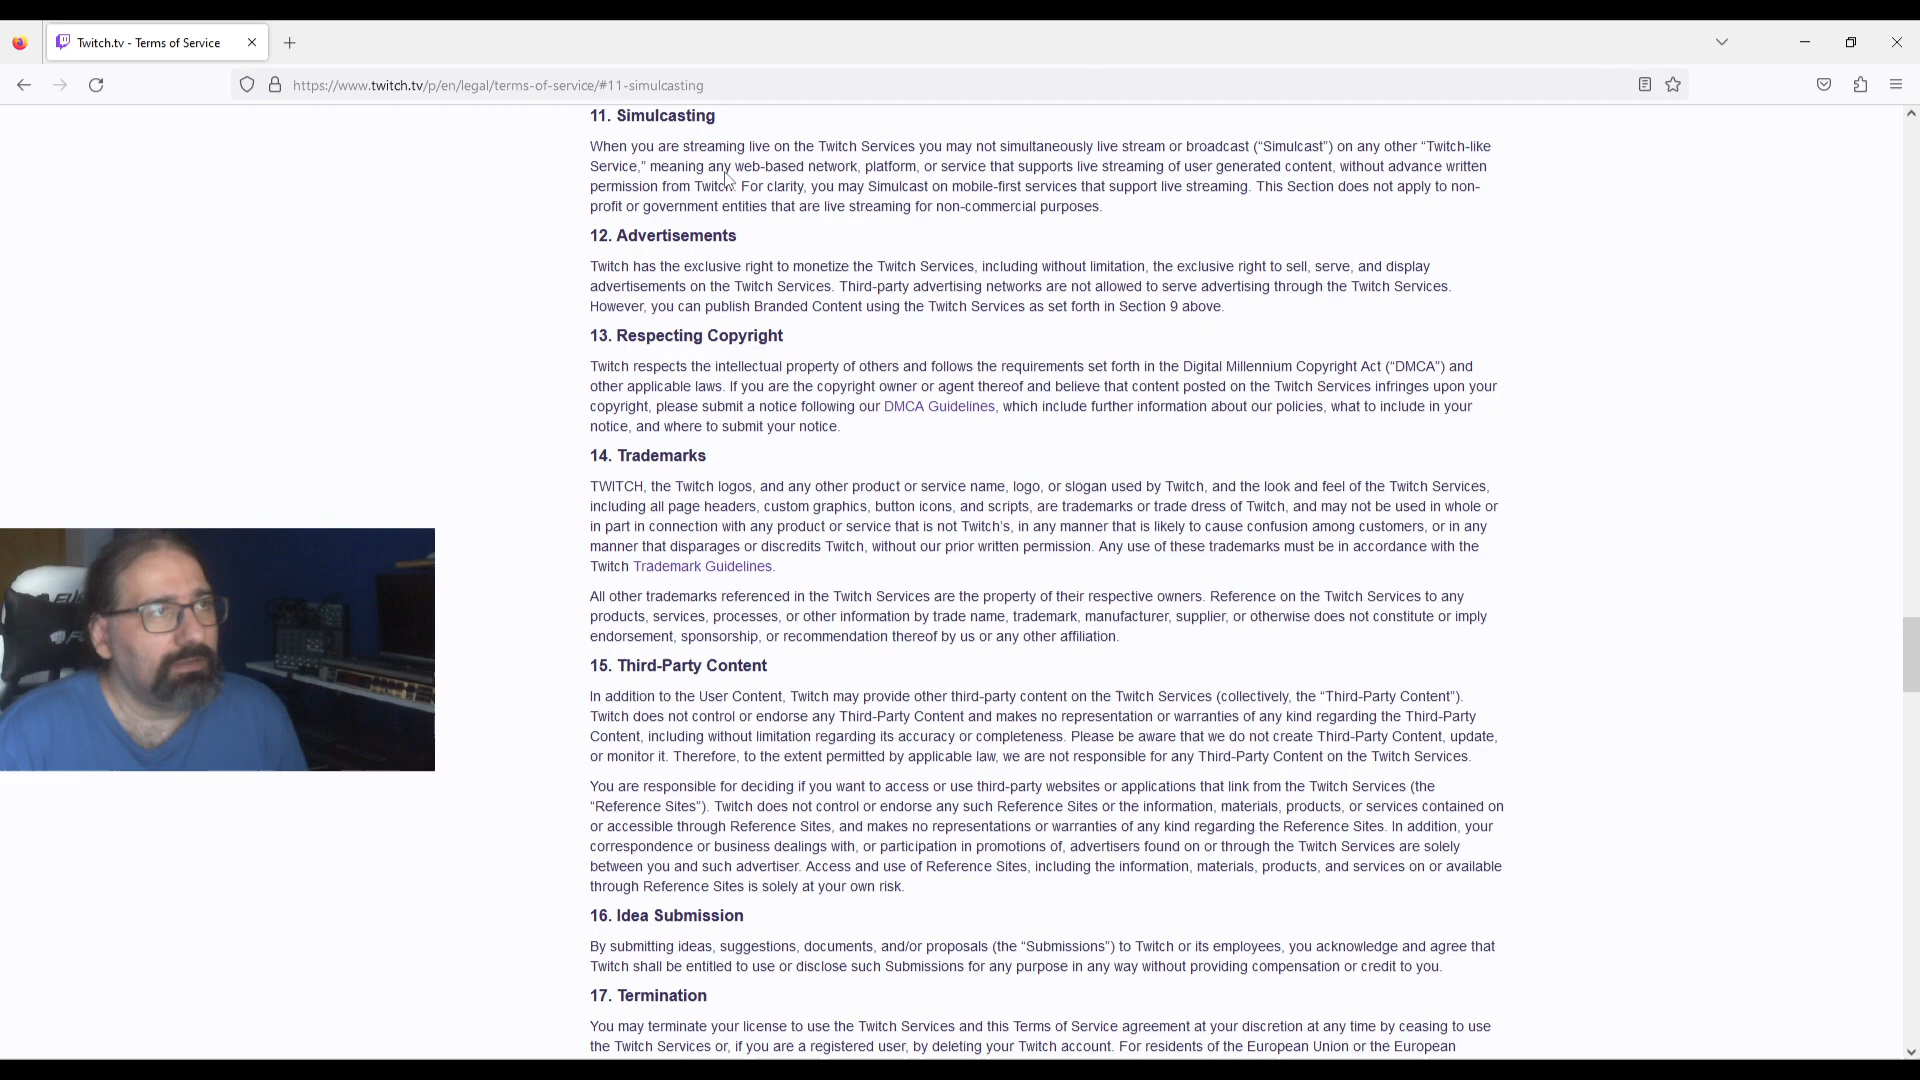 Twitch.tv - Terms of Service
https://www.twitch.tv/p/en/legal/terms-of-service/#11-simulcasting
11. Simulcasting
When you are streaming live on the Twitch Services you may not simultaneously live stream or broadcast (“Simulcast”) on any other “Twitch-like
Service,” meaning any web-based network, platform, or service that supports live streaming of user generated content, without advance written
permission from Twitch. For clarity, you may Simulcast on mobile-first services that support live streaming. This Section does not apply to non-
profit or government entities that are live streaming for non-commercial purposes.
12. Advertisements
Twitch has the exclusive right to monetize the Twitch Services, including without limitation, the exclusive right to sell, serve, and display
advertisements on the Twitch Services. Third-party advertising networks are not allowed to serve advertising through the Twitch Services.
However, you can publish Branded Content using the Twitch Services as set forth in Section 9 above.
13. Respecting Copyright
Twitch respects the intellectual property of others and follows the requirements set forth in the Digital Millennium Copyright Act (“DMCA”) and
other applicable laws. If you are the copyright owner or agent thereof and believe that content posted on the Twitch Services infringes upon your
copyright, please submit a notice following our DMCA Guidelines, which include further information about our policies, what to include in your
notice, and where to submit your notice.
14. Trademarks
TWITCH, the Twitch logos, and any other product or service name, logo, or slogan used by Twitch, and the look and feel of the Twitch Services,
including all page headers, custom graphics, button icons, and scripts, are trademarks or trade dress of Twitch, and may not be used in whole or
in part in connection with any product or service that is not Twitch’s, in any manner that is likely to cause confusion among customers, or in any
manner that disparages or discredits Twitch, without our prior written permission. Any use of these trademarks must be in accordance with the
Twitch Trademark Guidelines.
All other trademarks referenced in the Twitch Services are the property of their respective owners. Reference on the Twitch Services to any
products, services, processes, or other information by trade name, trademark, manufacturer, supplier, or otherwise does not constitute or imply
endorsement, sponsorship, or recommendation thereof by us or any other affiliation.
15. Third-Party Content
In addition to the User Content, Twitch may provide other third-party content on the Twitch Services (collectively, the “Third-Party Content”).
Twitch does not control or endorse any Third-Party Content and makes no representation or warranties of any kind regarding the Third-Party
Content, including without limitation regarding its accuracy or completeness. Please be aware that we do not create Third-Party Content, update,
or monitor it. Therefore, to the extent permitted by applicable law, we are not responsible for any Third-Party Content on the Twitch Services.
You are responsible for deciding if you want to access or use third-party websites or applications that link from the Twitch Services (the
“Reference Sites”). Twitch does not control or endorse any such Reference Sites or the information, materials, products, or services contained on
or accessible through Reference Sites, and makes no representations or warranties of any kind regarding the Reference Sites. In addition, your
correspondence or business dealings with, or participation in promotions of, advertisers found on or through the Twitch Services are solely
between you and such advertiser. Access and use of Reference Sites, including the information, materials, products, and services on or available
through Reference Sites is solely at your own risk.
16. Idea Submission
By submitting ideas, suggestions, documents, and/or proposals (the “Submissions”) to Twitch or its employees, you acknowledge and agree that
Twitch shall be entitled to use or disclose such Submissions for any purpose in any way without providing compensation or credit to you.
17. Termination
You may terminate your license to use the Twitch Services and this Terms of Service agreement at your discretion at any time by ceasing to use
the Twitch Services or, if you are a registered user, by deleting your Twitch account. For residents of the European Union or the European